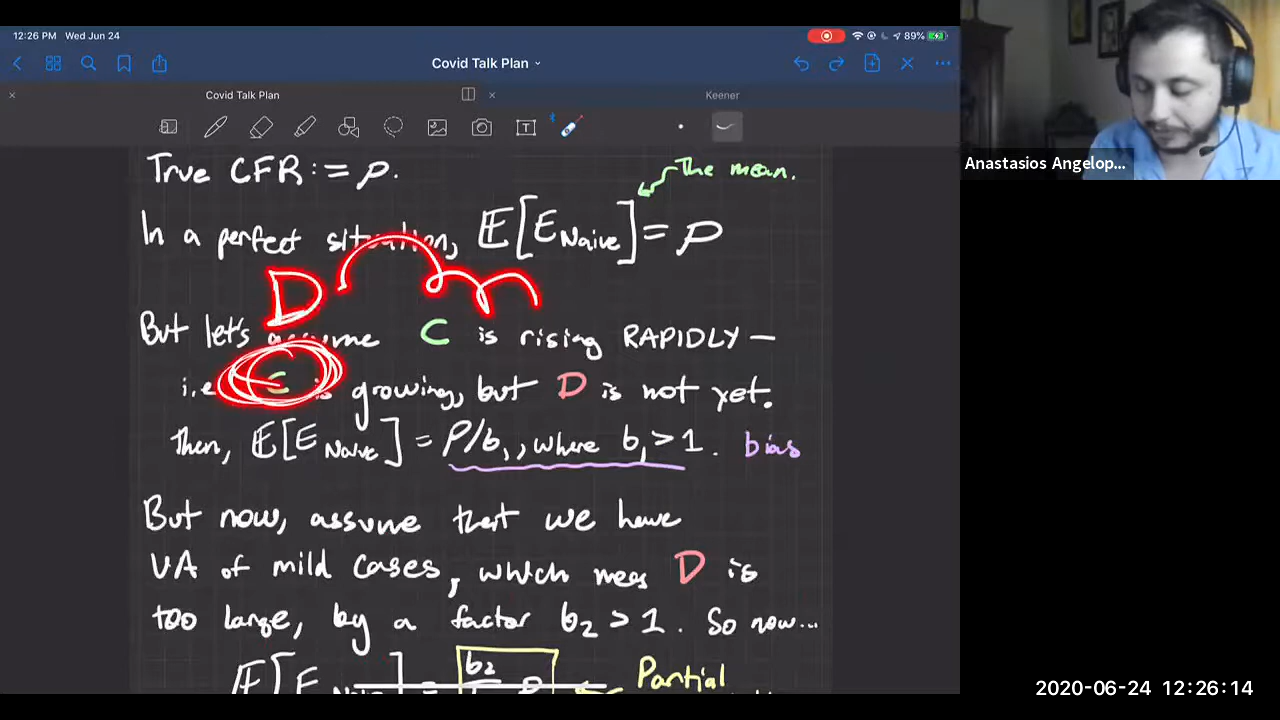 12:26 PM Wed Jun 24
89%
Covid Talk Plan
Covid Talk Plan
Keener
T
True CFR := p.
The mean.
In a perfect situation, 𝔼[E_Naive] = p
D
But let's assume C is rising RAPIDLY —
i.e. C is growing, but D is not yet.
Then, 𝔼[E_Naive] = P/b₁, where b₁ > 1. bias
But now, assume that we have
UA of mild cases, which means D is
too large, by a factor b₂ > 1. So now...
b₂
Partial
Anastasios Angelop...
2020-06-24 12:26:14